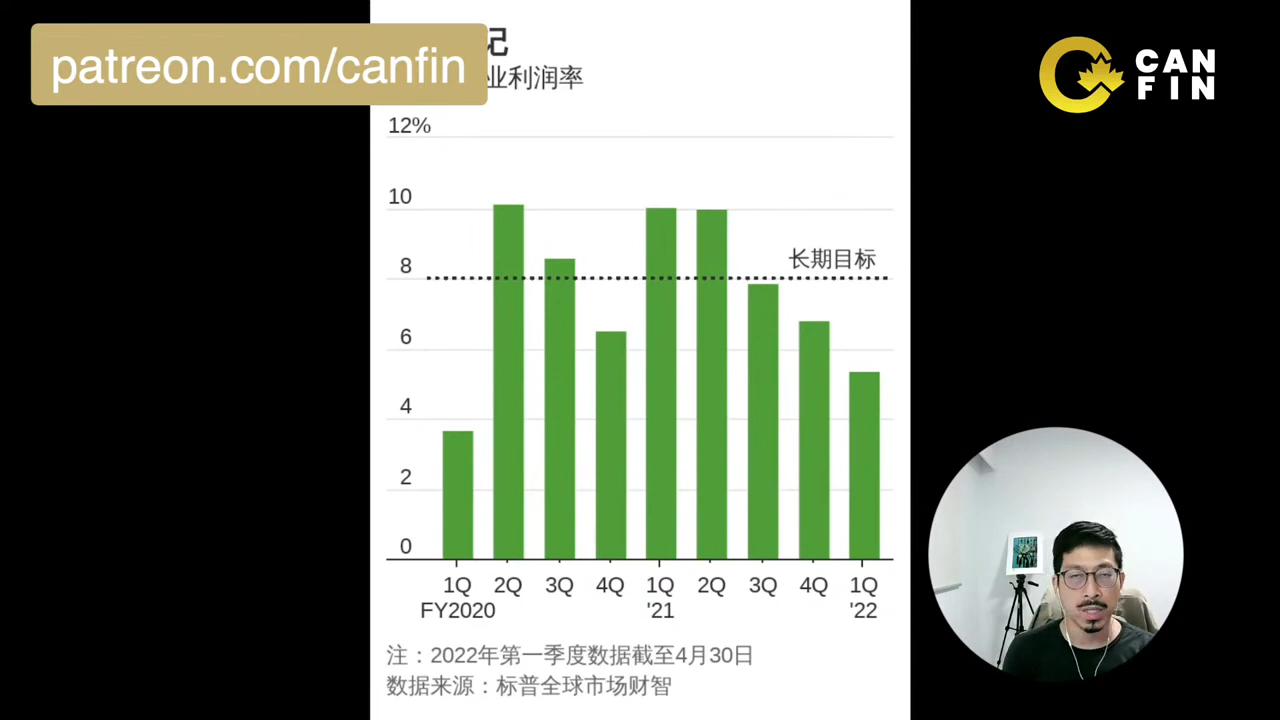 patreon.com/canfin
记
业利润率
CAN
FIN
12%
10
长期目标
8
6
4
2
0
1Q 2Q 3Q 4Q 1Q 2Q 3Q 4Q 1Q
FY2020 '21 '22
注：2022年第一季度数据截至4月30日
数据来源：标普全球市场财智